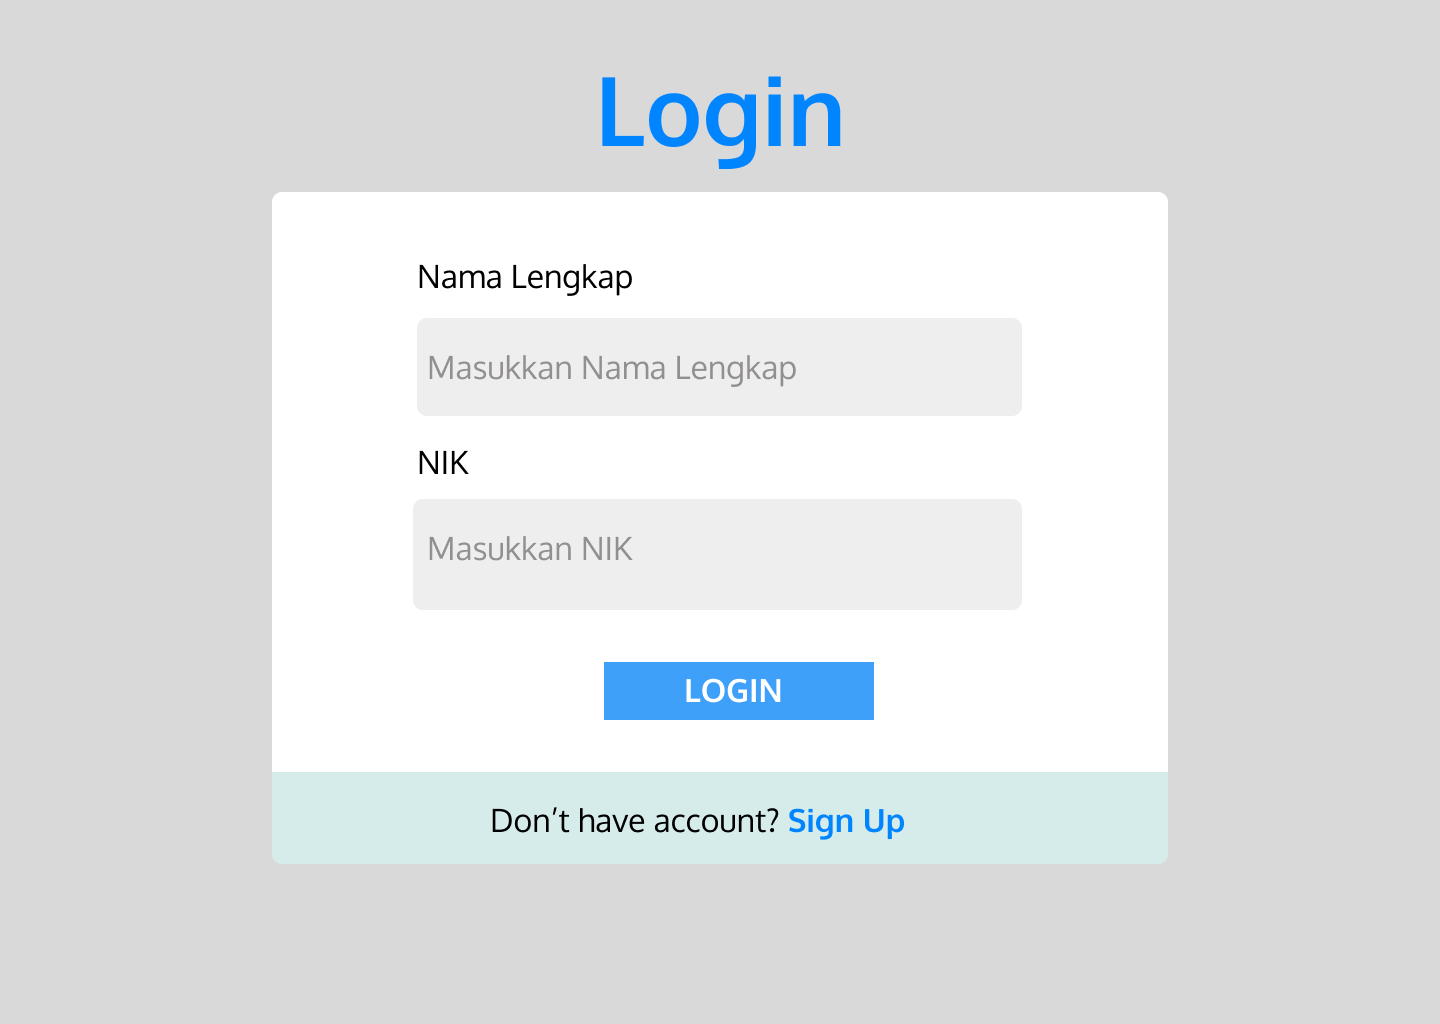 Login
Nama Lengkap
Masukkan Nama Lengkap
NIK
Masukkan NIK
LOGIN
Don’t have account? Sign Up